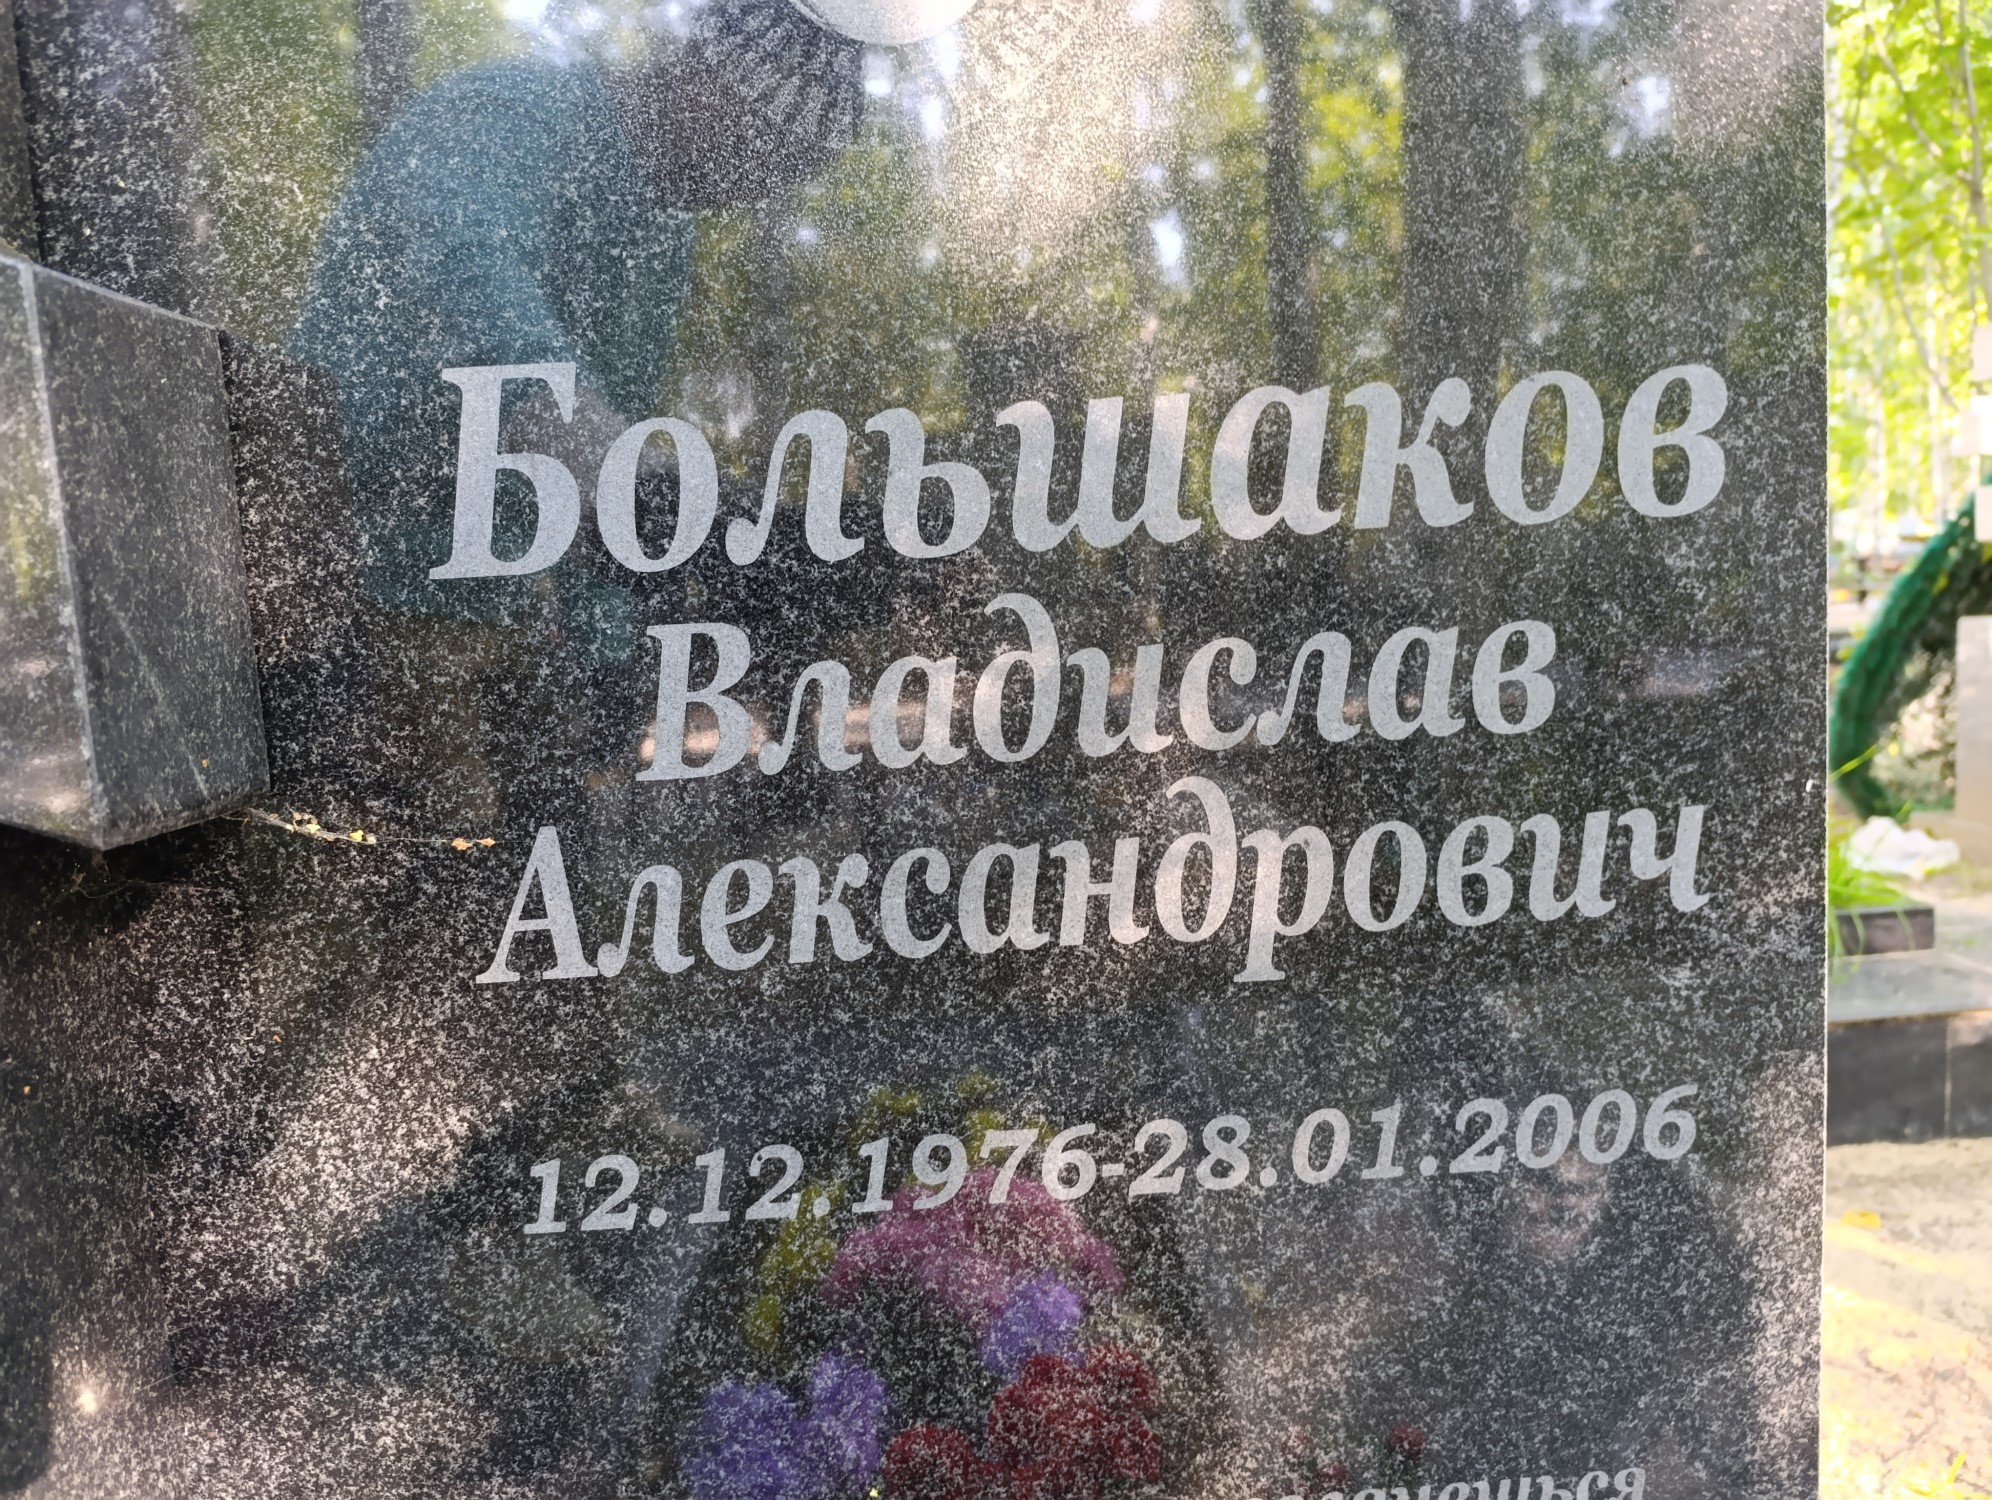 Большаков
Владислав
Александрович
12.12.1976-28.01.2006